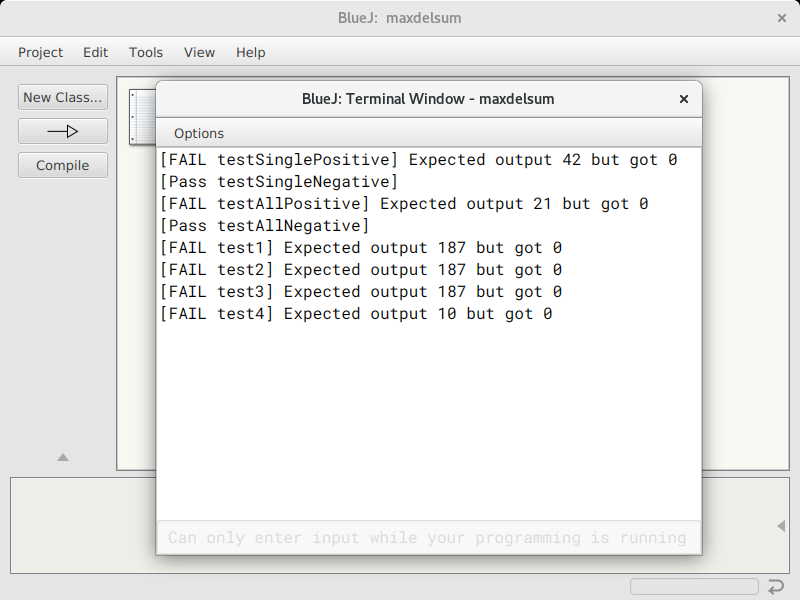 BlueJ:  maxdelsum
Project Edit Tools View Help
New Class...
Compile
BlueJ: Terminal Window - maxdelsum
Options
[FAIL testSinglePositive] Expected output 42 but got 0
[Pass testSingleNegative]
[FAIL testAllPositive] Expected output 21 but got 0
[Pass testAllNegative]
[FAIL test1] Expected output 187 but got 0
[FAIL test2] Expected output 187 but got 0
[FAIL test3] Expected output 187 but got 0
[FAIL test4] Expected output 10 but got 0
Can only enter input while your programming is running